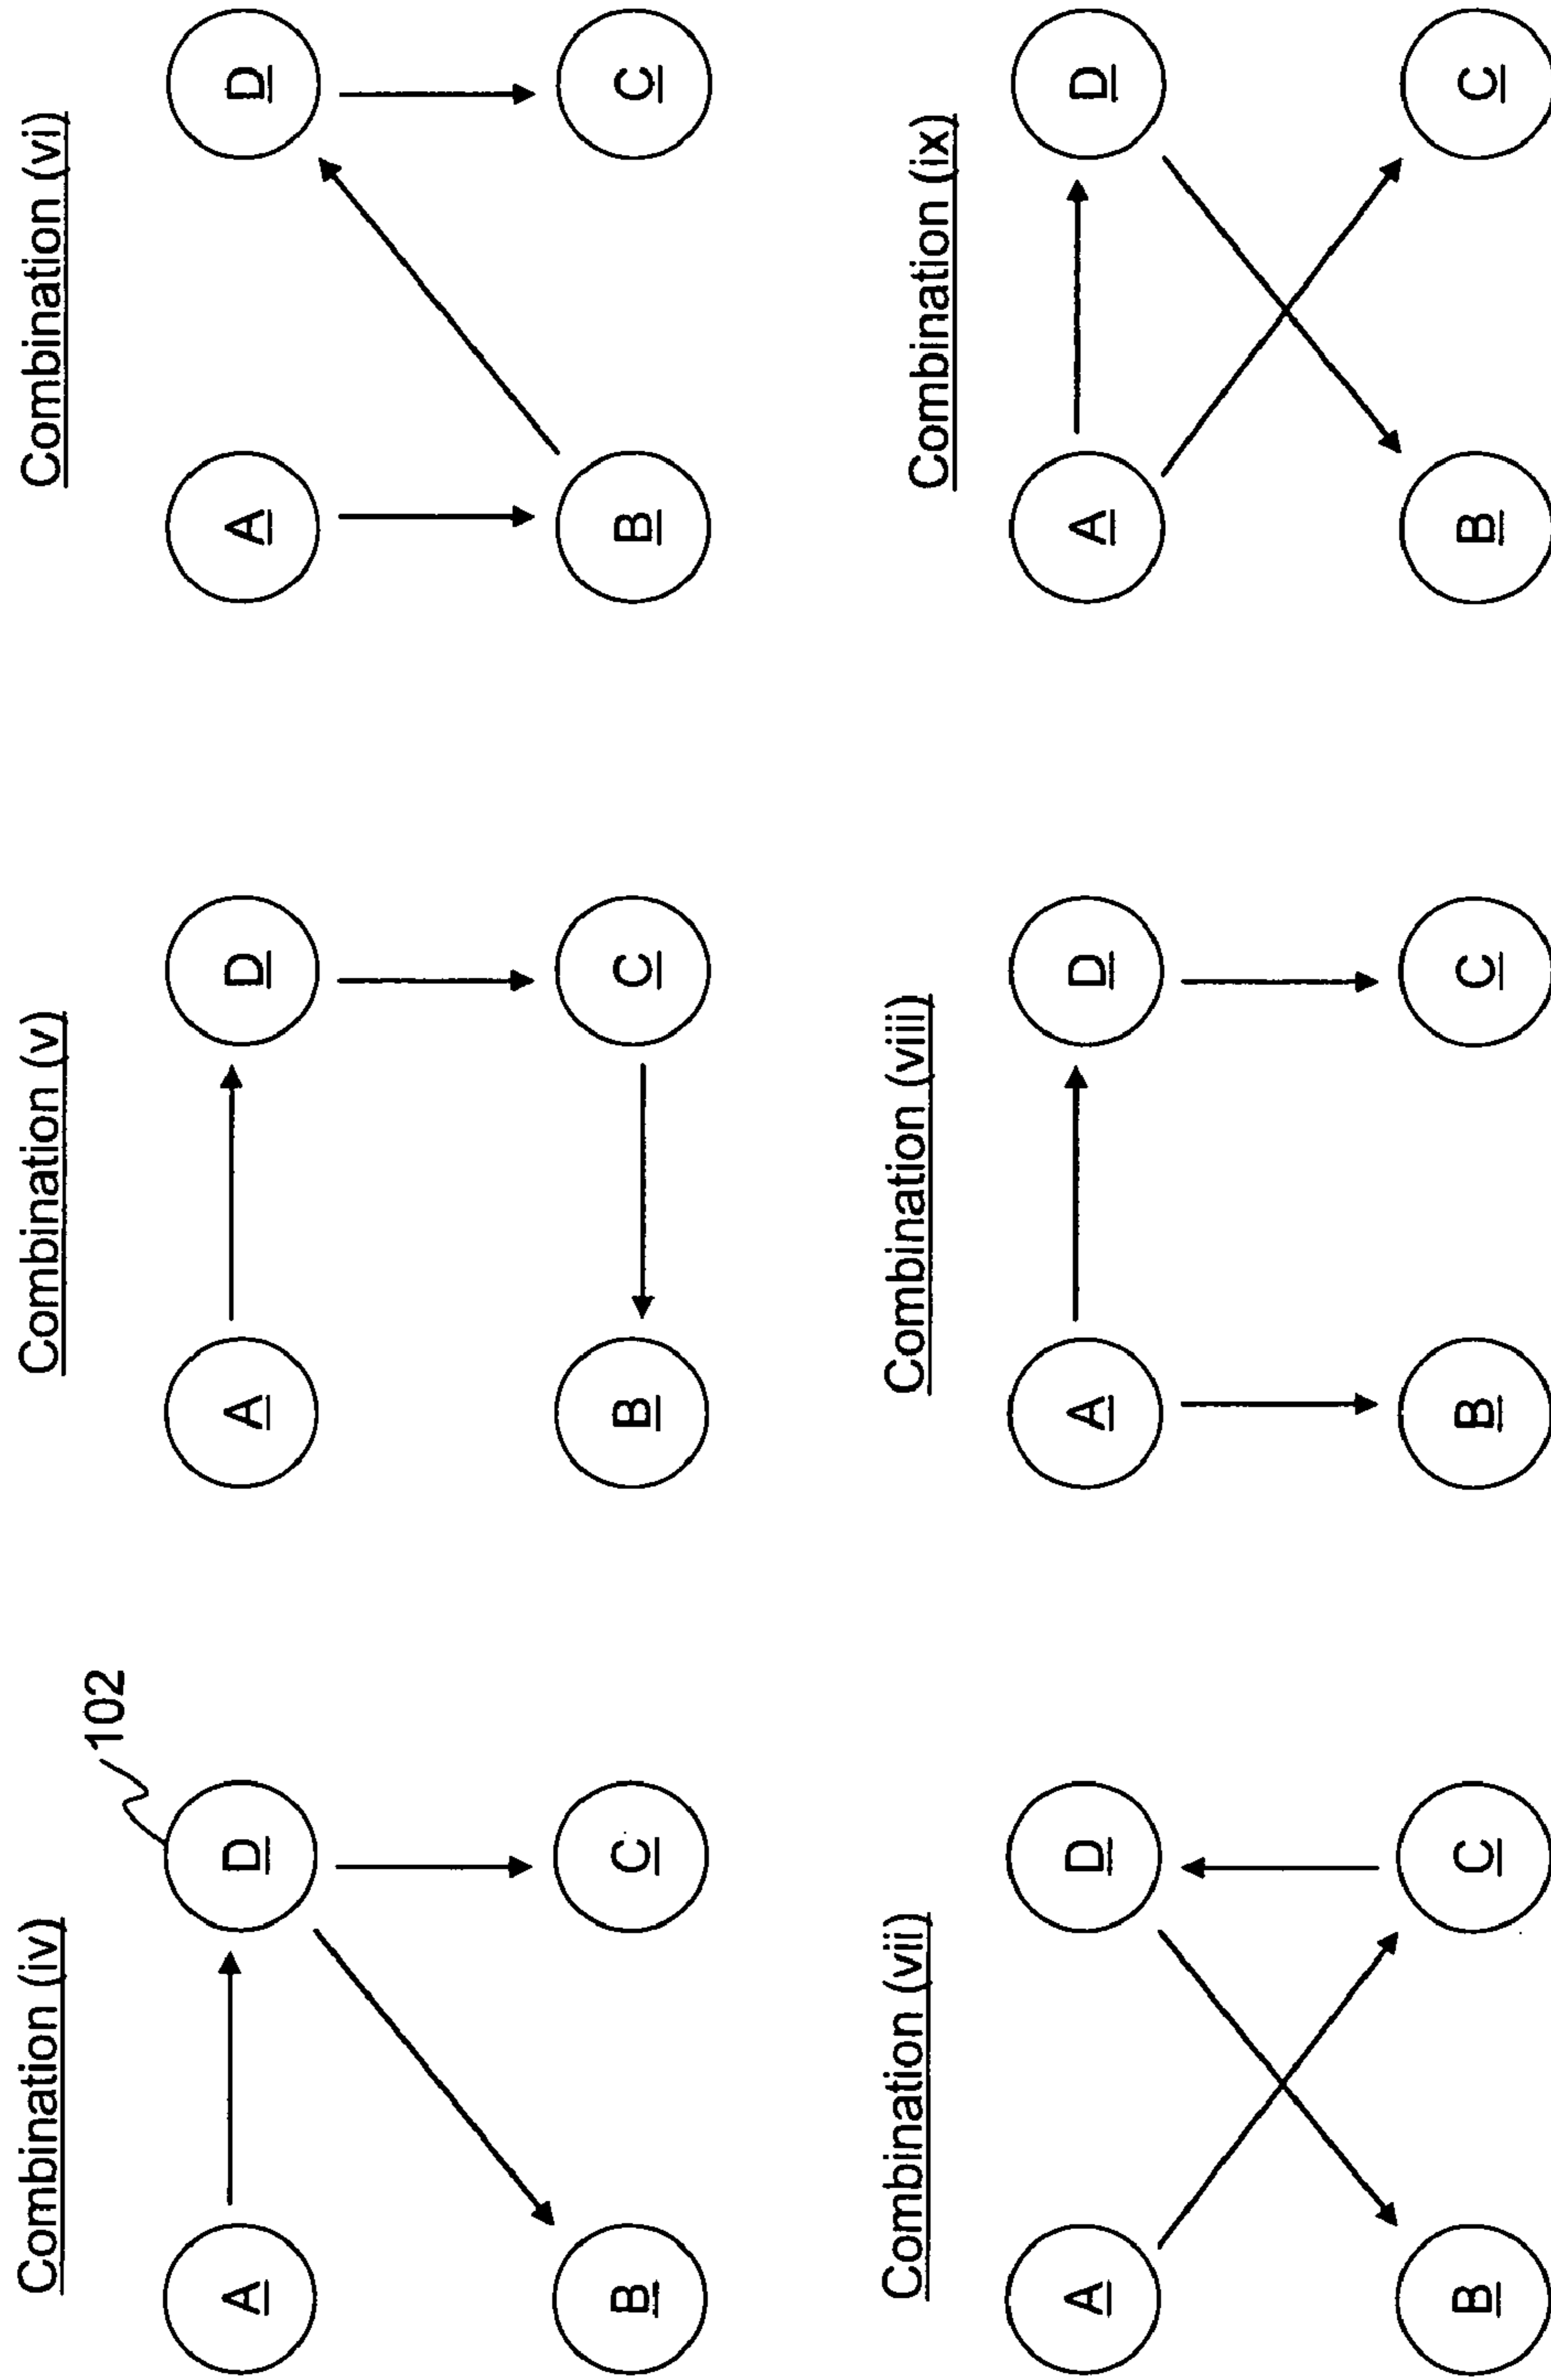 Combination (iv)
102
A
D
B
C
Combination (v)
A
D
B
C
Combination (vi)
A
D
B
C
Combination (vii)
A
D
B
C
Combination (viii)
A
D
B
C
Combination (ix)
A
D
B
C